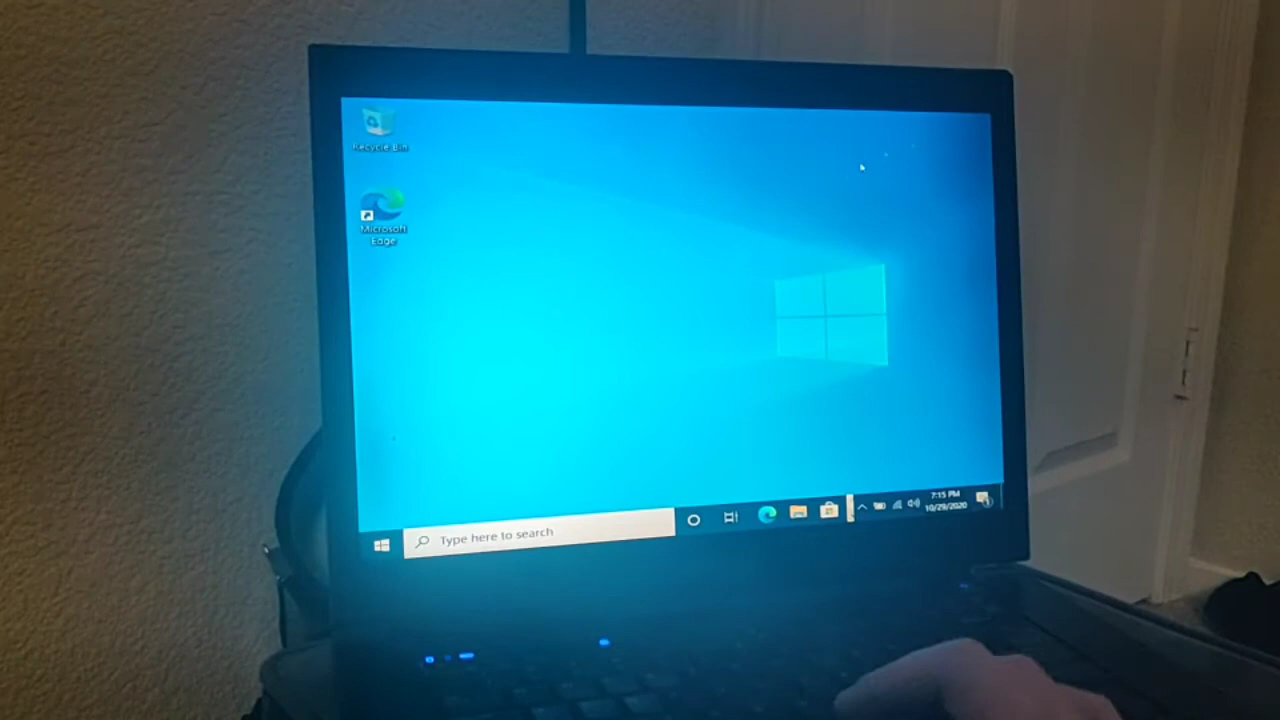 Recycle Bin
Microsoft
Edge
Type here to search
7:15 PM
10/29/2020